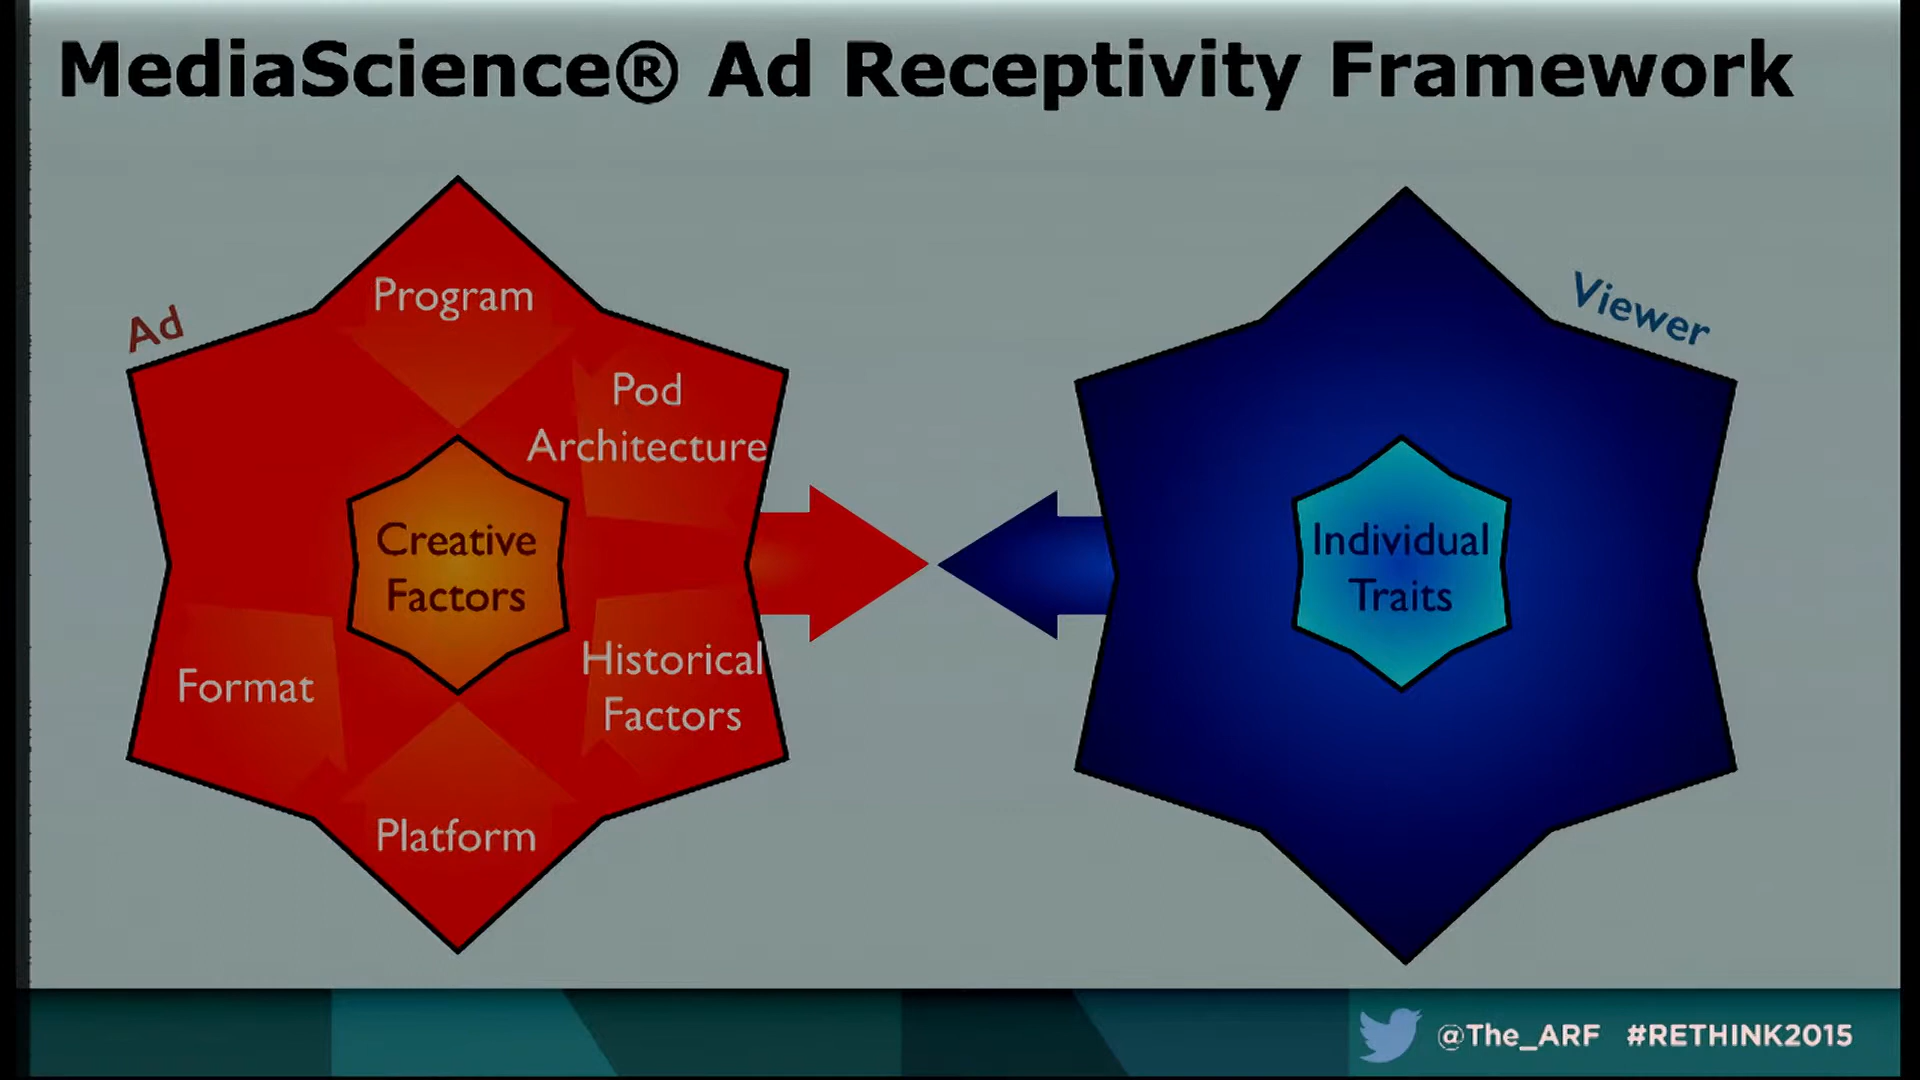 MediaScience® Ad Receptivity Framework
Ad
Program
Pod
Architecture
Creative
Factors
Format
Historical
Factors
Platform
Viewer
Individual
Traits
@The_ARF #RETHINK2015